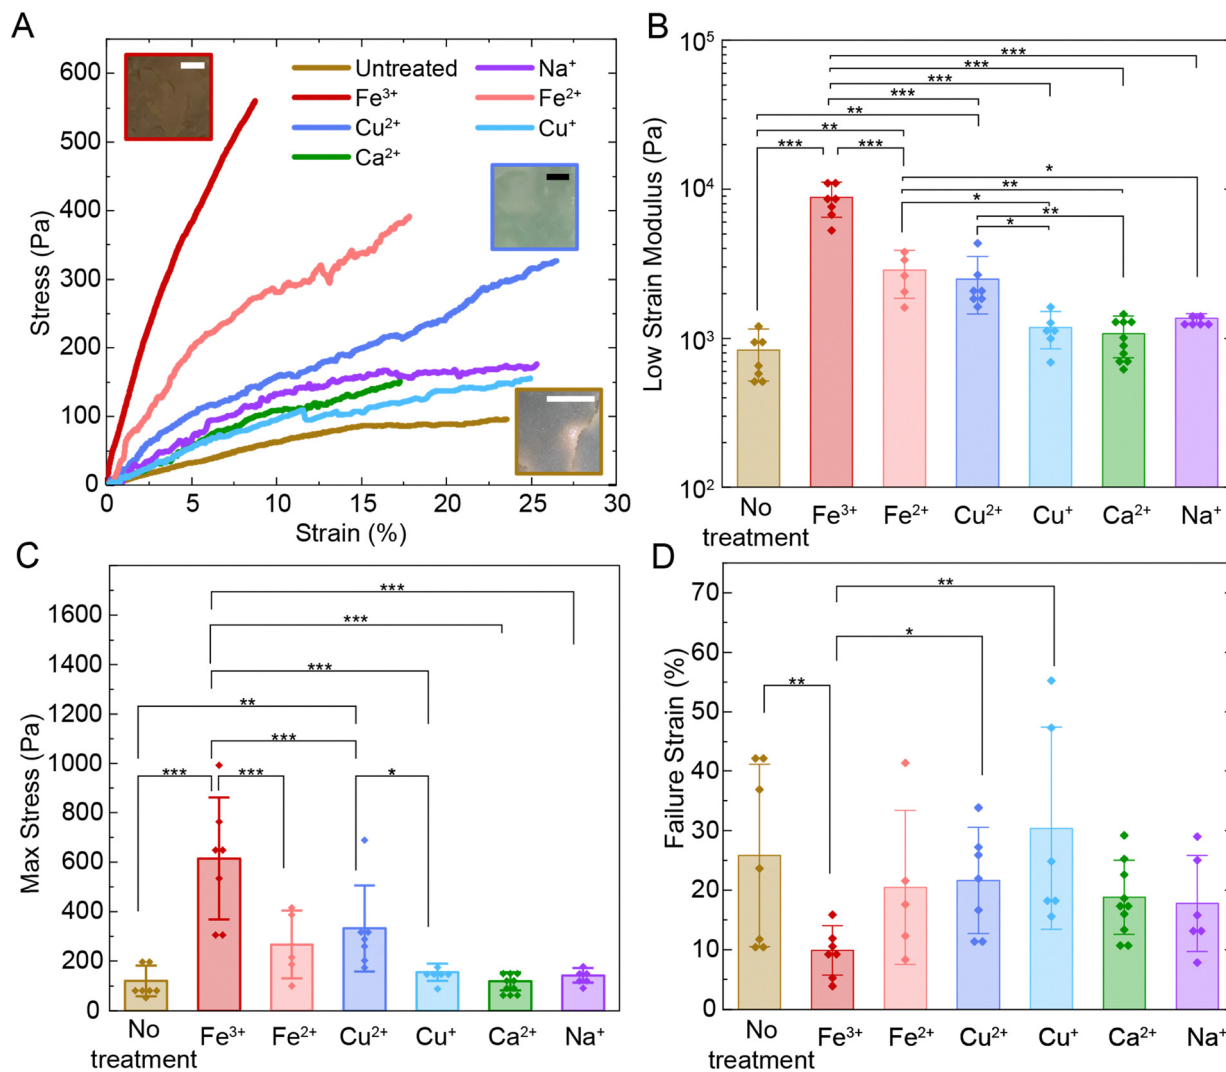 A
Stress (Pa)
600
500
400
300
200
100
0
0 5 10 15 20 25 30
Strain (%)
Untreated
Fe³⁺
Cu²⁺
Ca²⁺
Na⁺
Fe²⁺
Cu⁺
B
Low Strain Modulus (Pa)
10⁵
10⁴
10³
10²
***
***
***
***
**
**
*** ***
*
**
* **
*
No treatment Fe³⁺ Fe²⁺ Cu²⁺ Cu⁺ Ca²⁺ Na⁺
C
Max Stress (Pa)
1600
1400
1200
1000
800
600
400
200
0
***
***
***
**
***
*** *** *
No treatment Fe³⁺ Fe²⁺ Cu²⁺ Cu⁺ Ca²⁺ Na⁺
D
Failure Strain (%)
70
60
50
40
30
20
10
0
**
*
**
No treatment Fe³⁺ Fe²⁺ Cu²⁺ Cu⁺ Ca²⁺ Na⁺